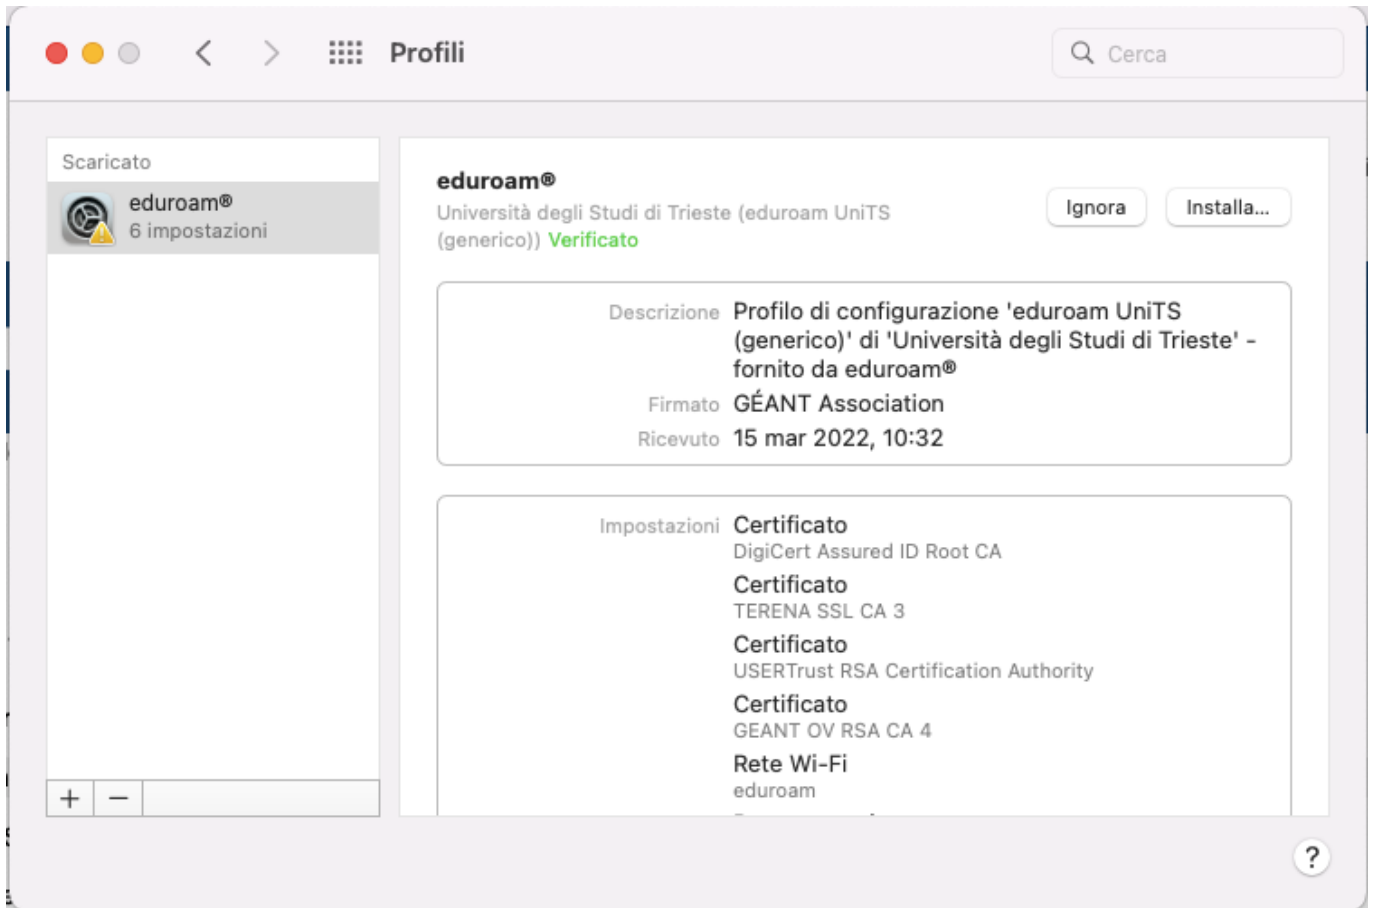 Profili
Cerca
Scaricato
eduroam®
6 impostazioni
eduroam®
Università degli Studi di Trieste (eduroam UniTS
(generico)) Verificato
Ignora
Installa...
Descrizione Profilo di configurazione 'eduroam UniTS
(generico)' di 'Università degli Studi di Trieste' -
fornito da eduroam®
Firmato GÉANT Association
Ricevuto 15 mar 2022, 10:32
Impostazioni Certificato
DigiCert Assured ID Root CA
Certificato
TERENA SSL CA 3
Certificato
USERTrust RSA Certification Authority
Certificato
GEANT OV RSA CA 4
Rete Wi-Fi
eduroam
+ −
?